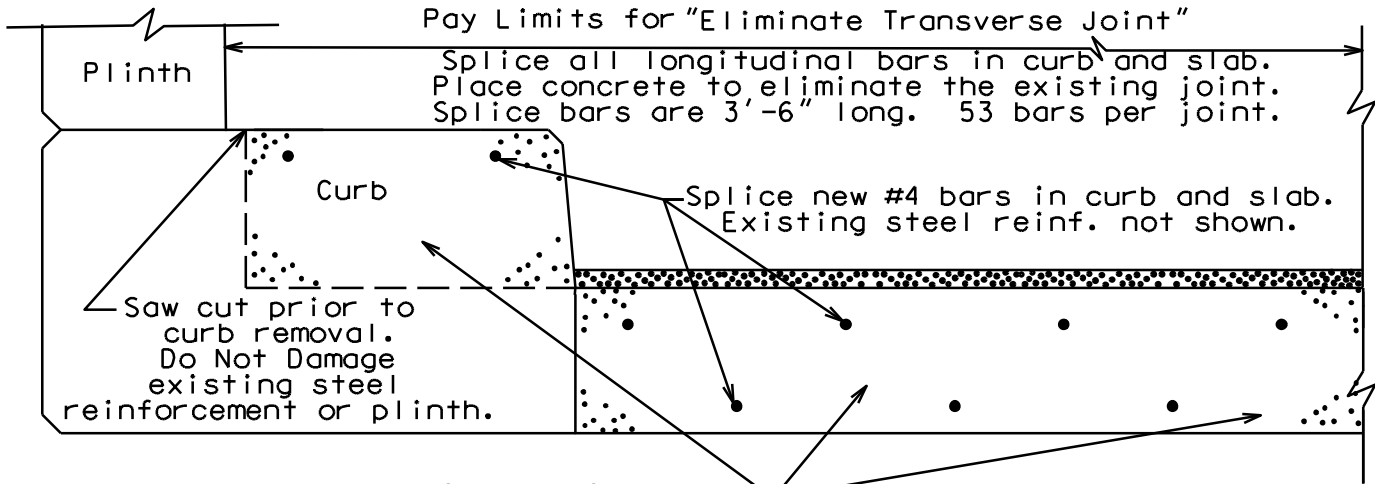 Pay Limits for "Eliminate Transverse Joint"
Plinth
Splice all longitudinal bars in curb and slab.
Place concrete to eliminate the existing joint.
Splice bars are 3'-6" long.  53 bars per joint.
Curb
Splice new #4 bars in curb and slab.
Existing steel reinf. not shown.
Saw cut prior to
curb removal.
Do Not Damage
existing steel
reinforcement or plinth.